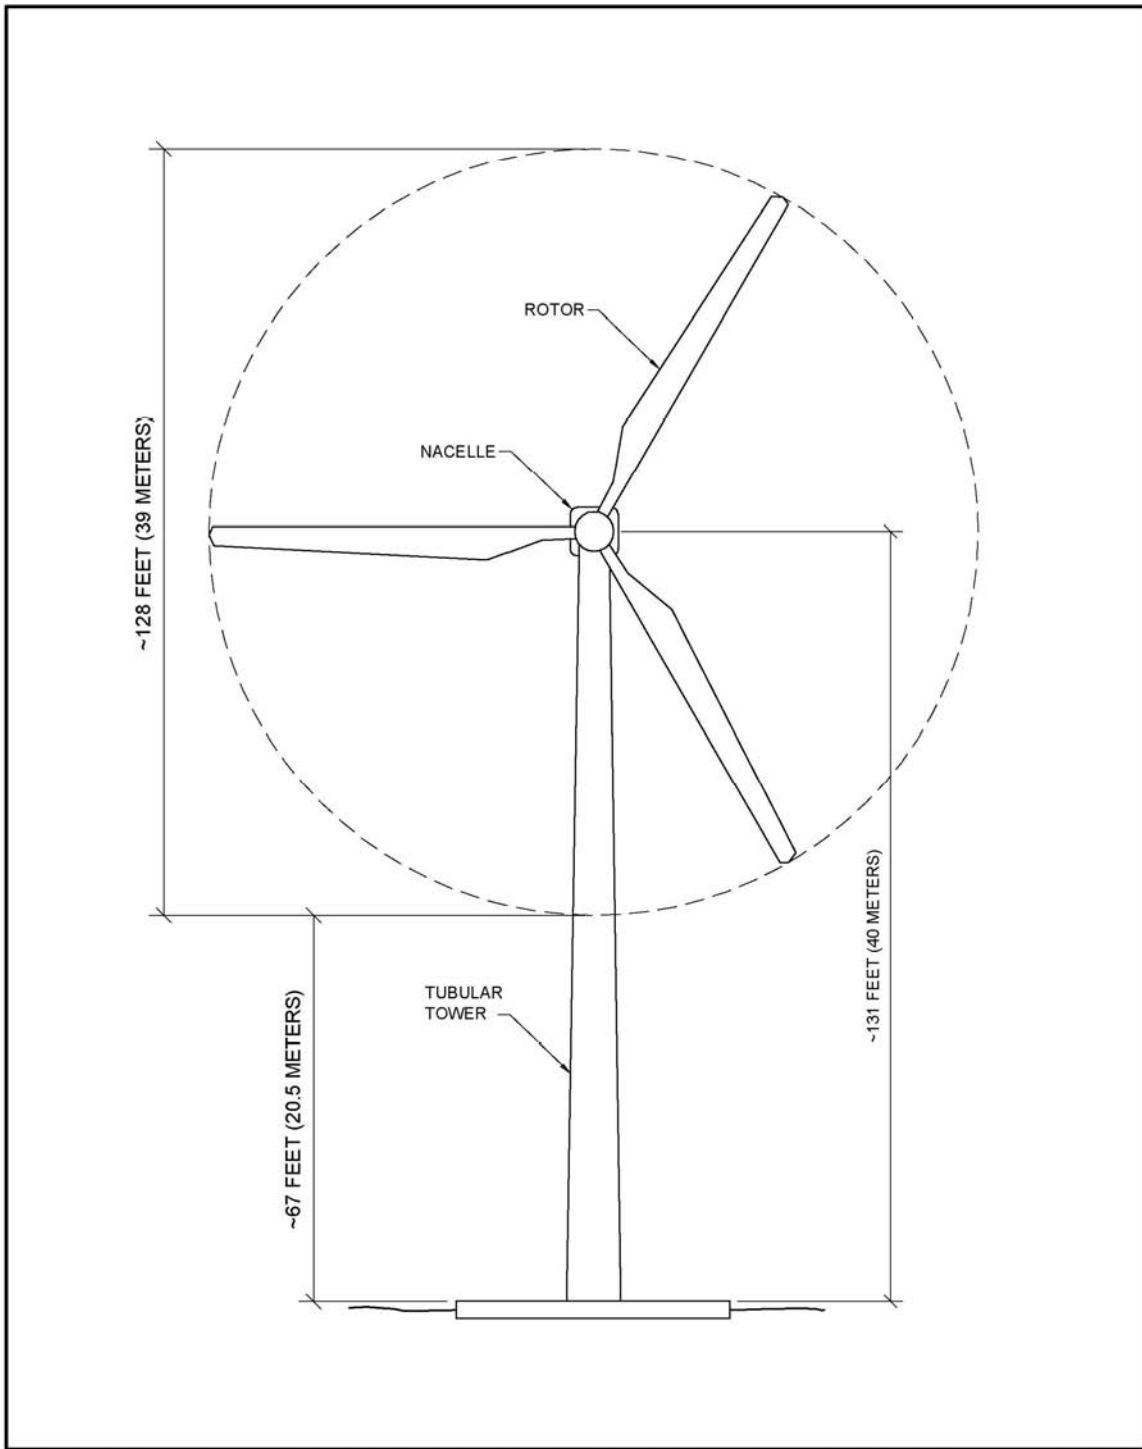 ROTOR
NACELLE
~128 FEET (39 METERS)
~131 FEET (40 METERS)
TUBULAR
TOWER
~67 FEET (20.5 METERS)